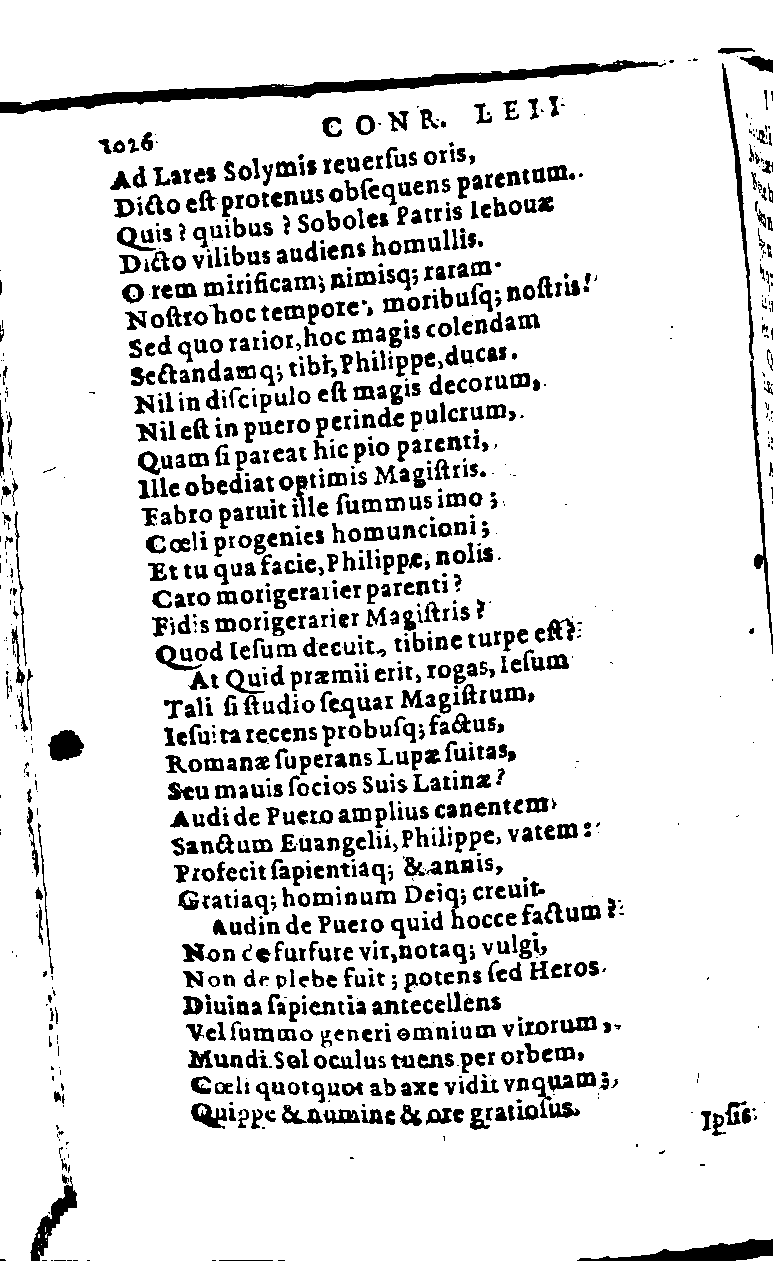 1026 CONR. LEII
Ad Lares Solymis reuerſus oris,
Dicto eſt protenus obſequens parentum.
Quis? quibus? Soboles Patris Iehouæ
Dicto vilibus audiens homullis.
O rem mirificam; nimisq; raram
Noſtro hoc tempore, moribuſq; noſtris!
Sed quo rarior, hoc magis colendam
Sectandamq; tibi, Philippe, ducas.
Nil in diſcipulo eſt magis decorum,
Nil eſt in puero perinde pulcrum,
Quam ſi pareat hic pio parenti,
Ille obediat optimis Magiſtris.
Fabro paruit ille ſummus imo;
Cœli progenies homuncioni;
Et tu qua facie, Philippe, nolis
Caro morigerarier parenti?
Fidis morigerarier Magiſtris?
Quod Ieſum decuit, tibine turpe eſt?
At Quid præmii erit, rogas, Ieſum
Tali ſi ſtudio ſequar Magiſtrum,
Ieſuita recens probuſq; factus,
Romanæ ſuperans Lupæ ſuitas,
Seu mauis ſocios Suis Latinæ?
Audi de Puero amplius canentem
Sanctum Euangelii, Philippe, vatem:
Profecit ſapientiaq; & annis,
Gratiaq; hominum Deiq; creuit.
Audin de Puero quid hocce factum?
Non de furfure vir, notaq; vulgi,
Non de plebe fuit; potens ſed Heros.
Diuina ſapientia antecellens
Vel ſummo generi omnium virorum,
Mundi Sol oculus tuens per orbem,
Cœli quotquot ab axe vidit vnquam;
Quippe & numine & ore gratioſus.
Ipſis